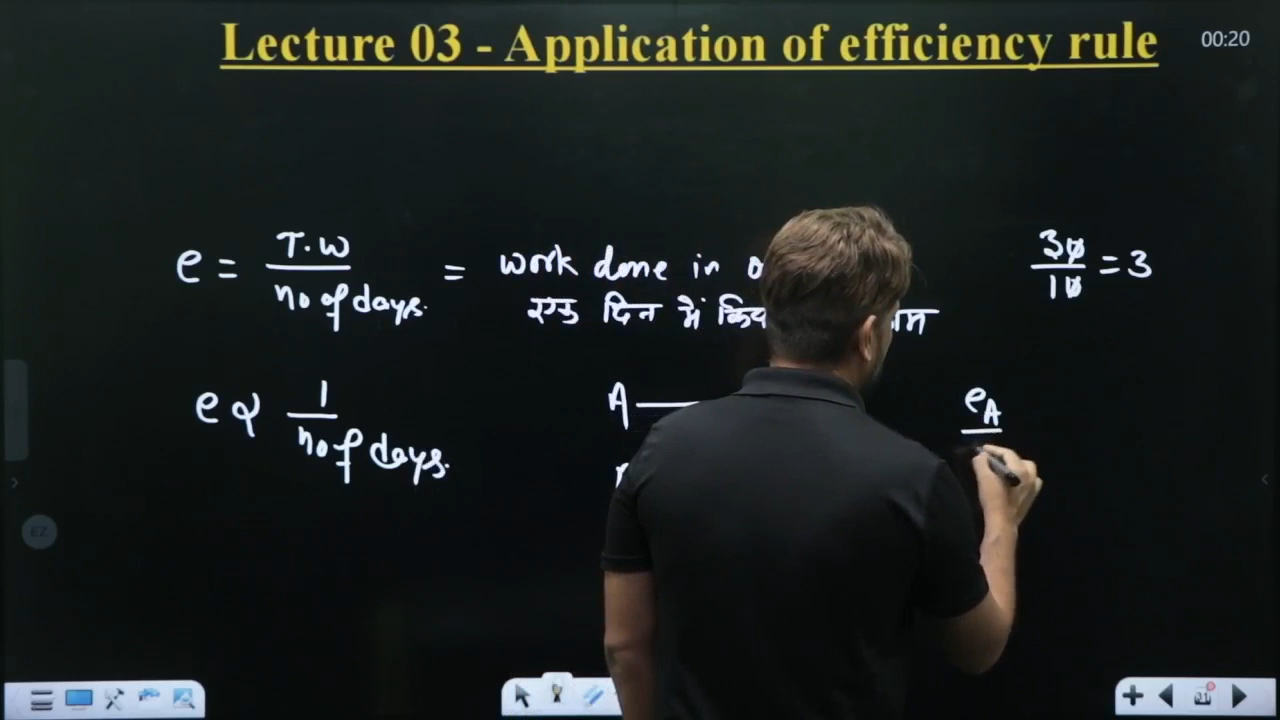 Lecture 03 - Application of efficiency rule
00:20
e = T.W / no of days. = work done in
एक दिन में
30 / 10 = 3
e ∝ 1 / no of days.
A —
e_A
EZ